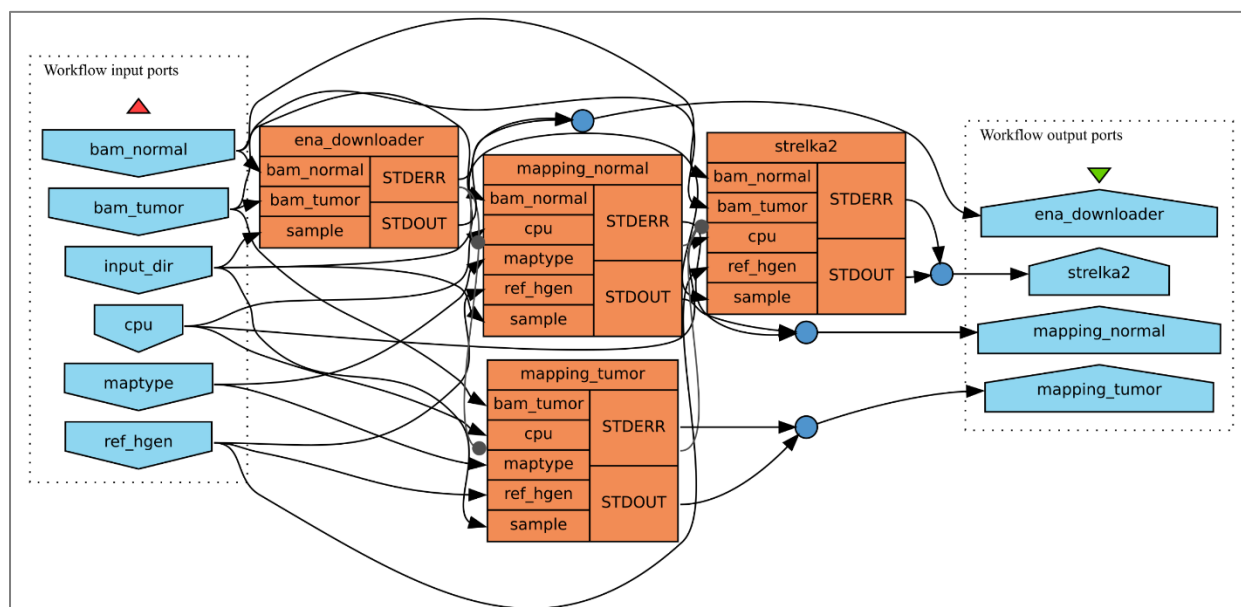 Workflow input ports
bam_normal
bam_tumor
input_dir
cpu
maptype
ref_hgen
ena_downloader
bam_normal
bam_tumor
sample
STDERR
STDOUT
mapping_normal
bam_normal
cpu
maptype
ref_hgen
sample
STDERR
STDOUT
mapping_tumor
bam_tumor
cpu
maptype
ref_hgen
sample
STDERR
STDOUT
strelka2
bam_normal
bam_tumor
cpu
ref_hgen
sample
STDERR
STDOUT
Workflow output ports
ena_downloader
strelka2
mapping_normal
mapping_tumor